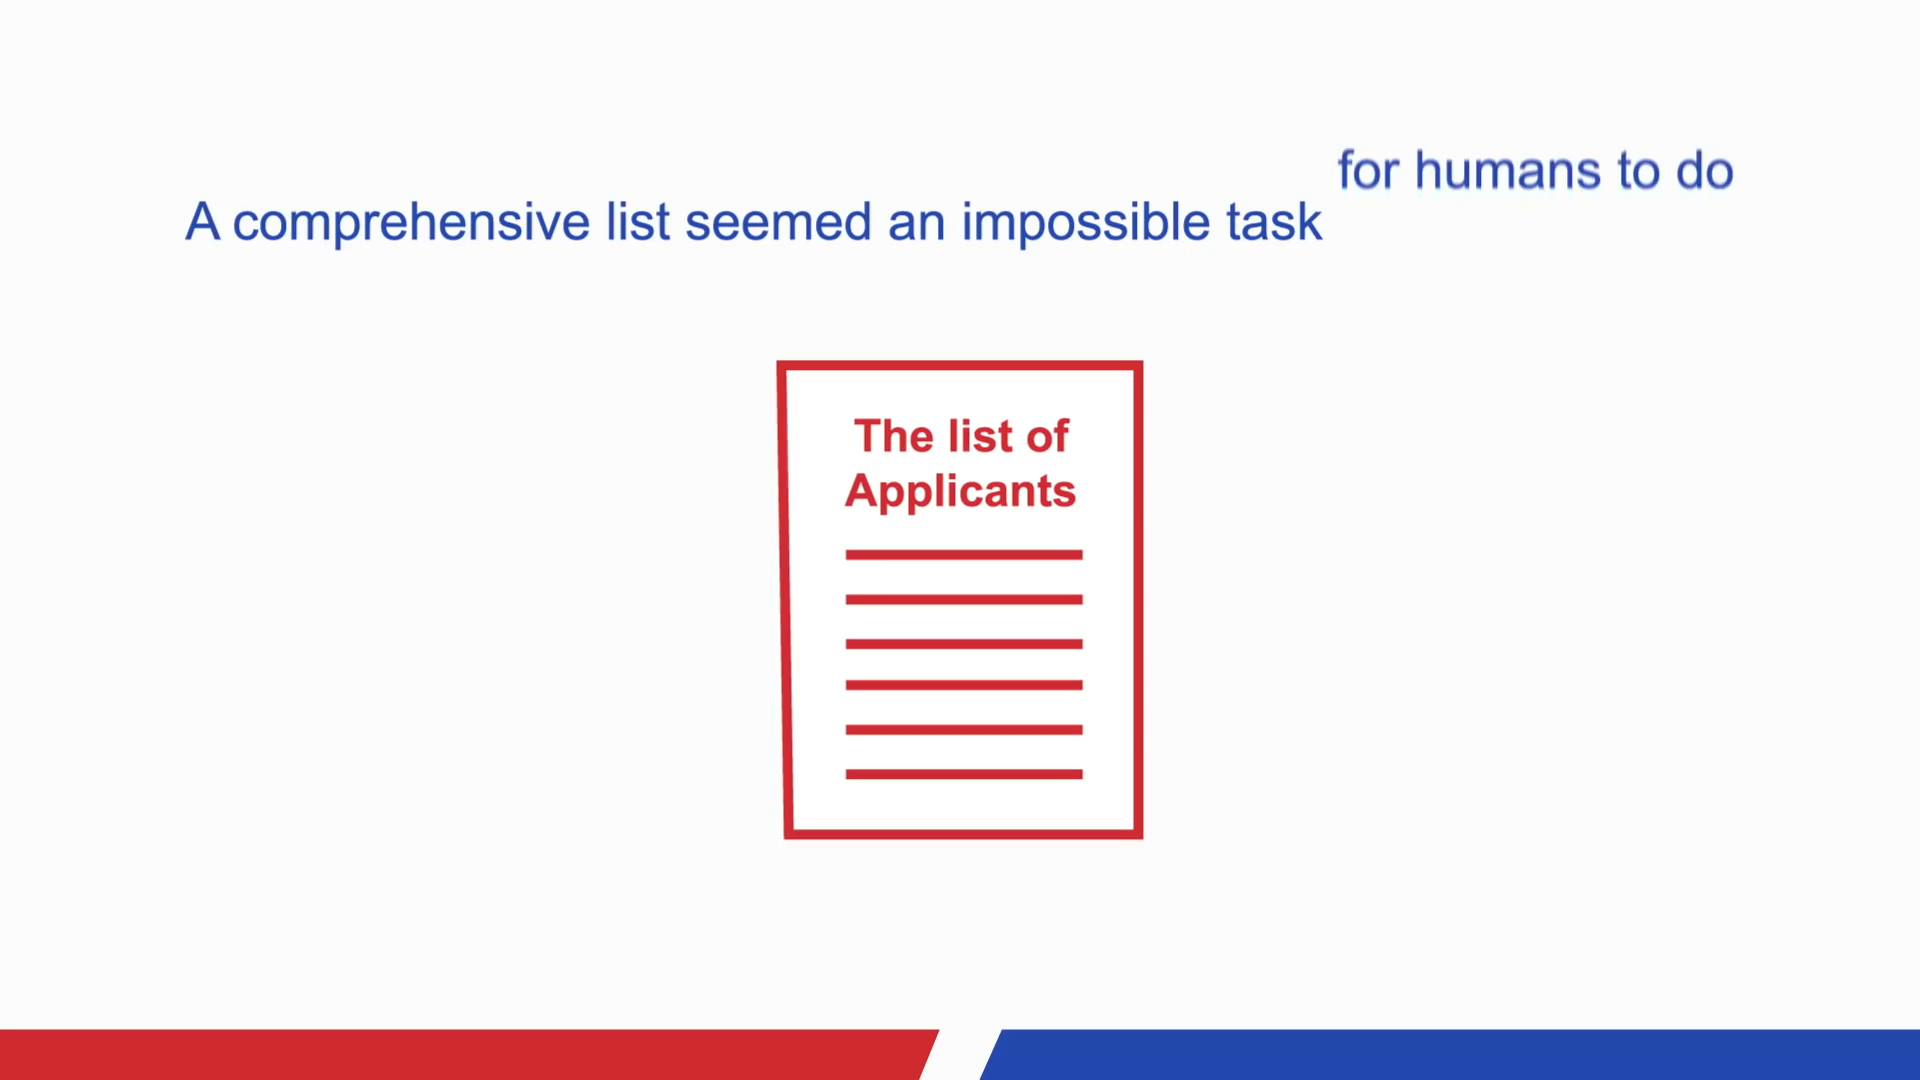 A comprehensive list seemed an impossible task for humans to do
The list of
Applicants